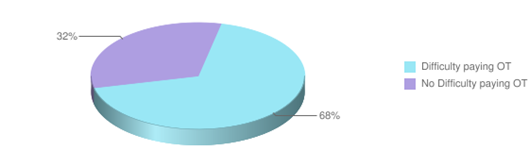 32%
Difficulty paying OT
No Difficulty paying OT
68%